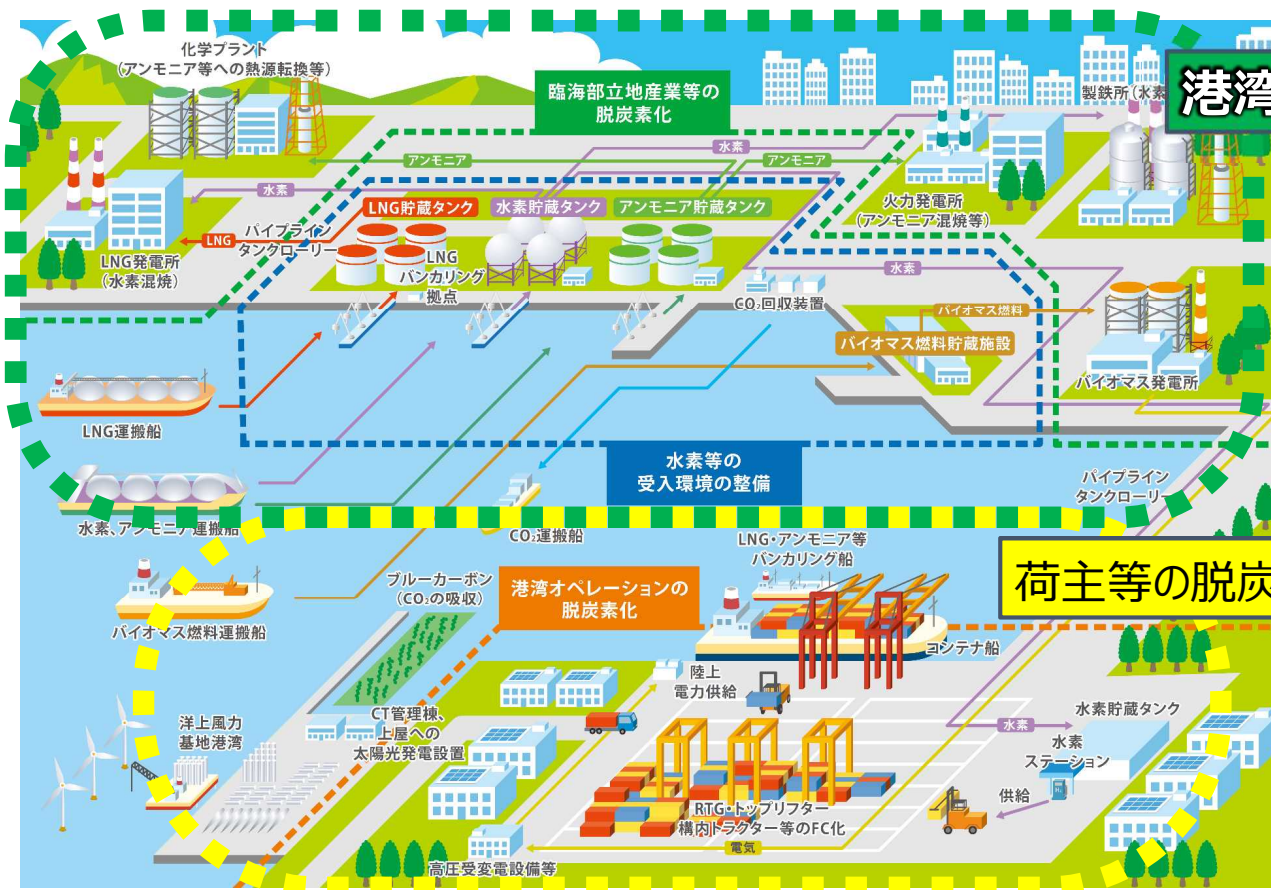 化学プラント
(アンモニア等への熱源転換等)
臨海部立地産業等の
脱炭素化
製鉄所(水素
港湾
アンモニア
水素
アンモニア
水素
LNG貯蔵タンク
水素貯蔵タンク
アンモニア貯蔵タンク
火力発電所
(アンモニア混焼等)
LNG
パイプライン
タンクローリー
LNG発電所
(水素混焼)
LNG
バンカリング
拠点
水素
CO₂回収装置
バイオマス燃料
バイオマス燃料貯蔵施設
バイオマス発電所
LNG運搬船
水素等の
受入環境の整備
パイプライン
タンクローリー
水素、アンモニア運搬船
CO₂運搬船
LNG・アンモニア等
バンカリング船
荷主等の脱炭
ブルーカーボン
(CO₂の吸収)
港湾オペレーションの
脱炭素化
バイオマス燃料運搬船
コンテナ船
陸上
電力供給
洋上風力
基地港湾
CT管理棟、
上屋への
太陽光発電設置
水素貯蔵タンク
水素
水素
ステーション
供給
RTG・トップリフター
構内トラクター等のFC化
電気
高圧受変電設備等